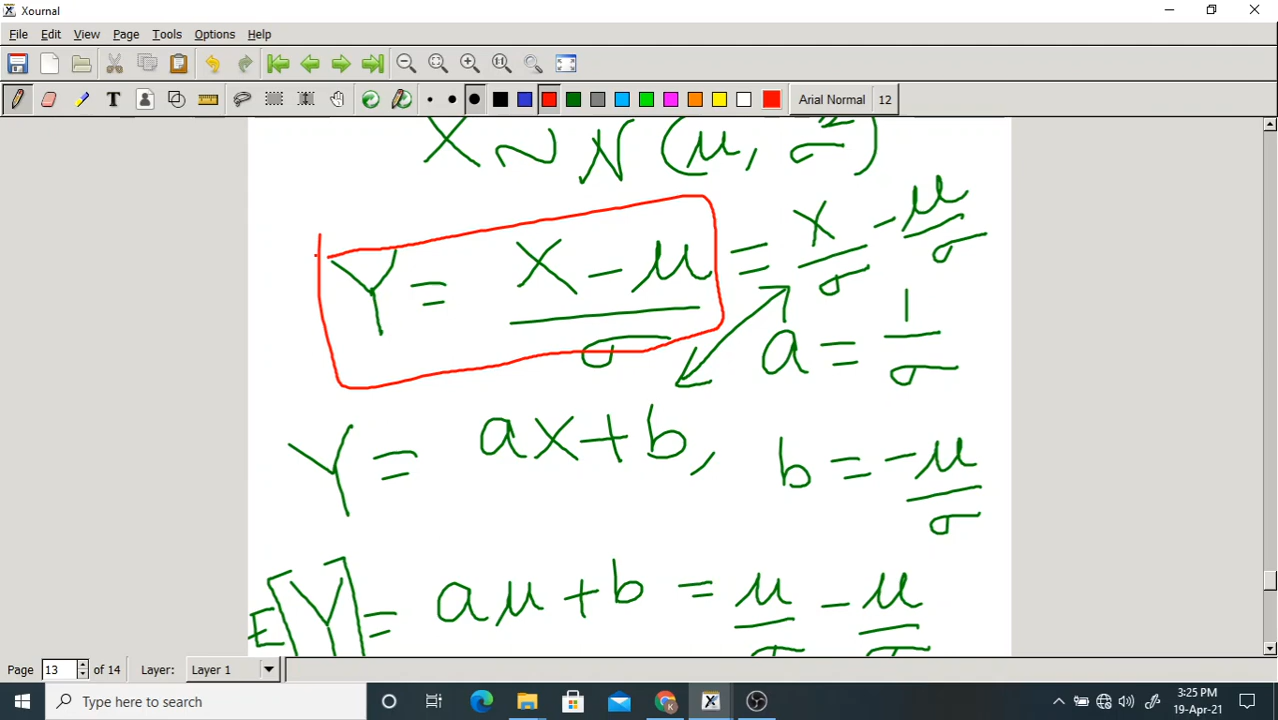 Xournal
File Edit View Page Tools Options Help
Arial Normal 12
X ~ N (μ, σ²)
Y = X - μ / σ = X/σ - μ/σ
a = 1/σ
Y = aX + b, b = -μ/σ
E[Y] = aμ + b = μ/σ - μ/σ
Page 13 of 14 Layer: Layer 1
Type here to search
3:25 PM
19-Apr-21